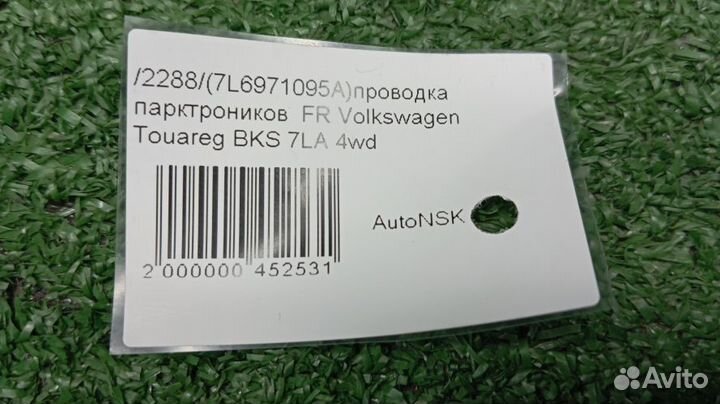 /2288/(7L6971095A)проводка
парктроников FR Volkswagen
Touareg BKS 7LA 4wd
AutoNSK
2 000000 452531
Avito